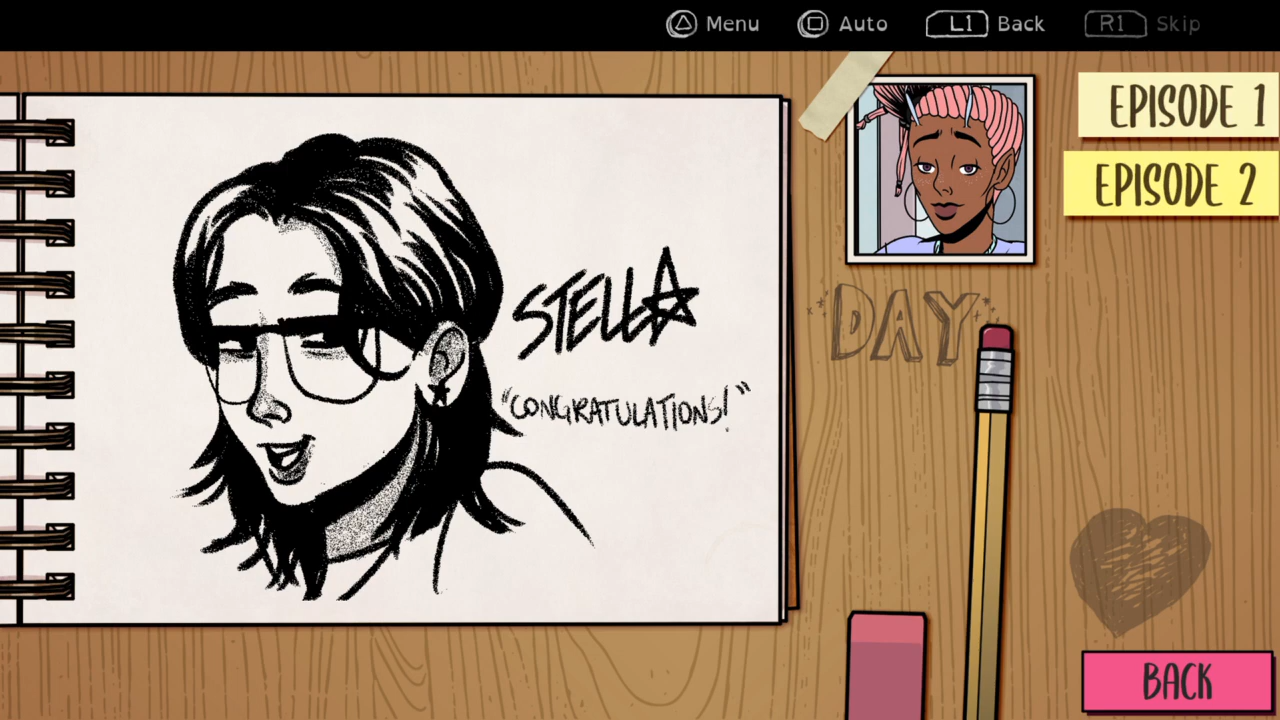 Menu Auto L1 Back R1 Skip
EPISODE 1
EPISODE 2
DAY
STELLA
"CONGRATULATIONS!"
BACK